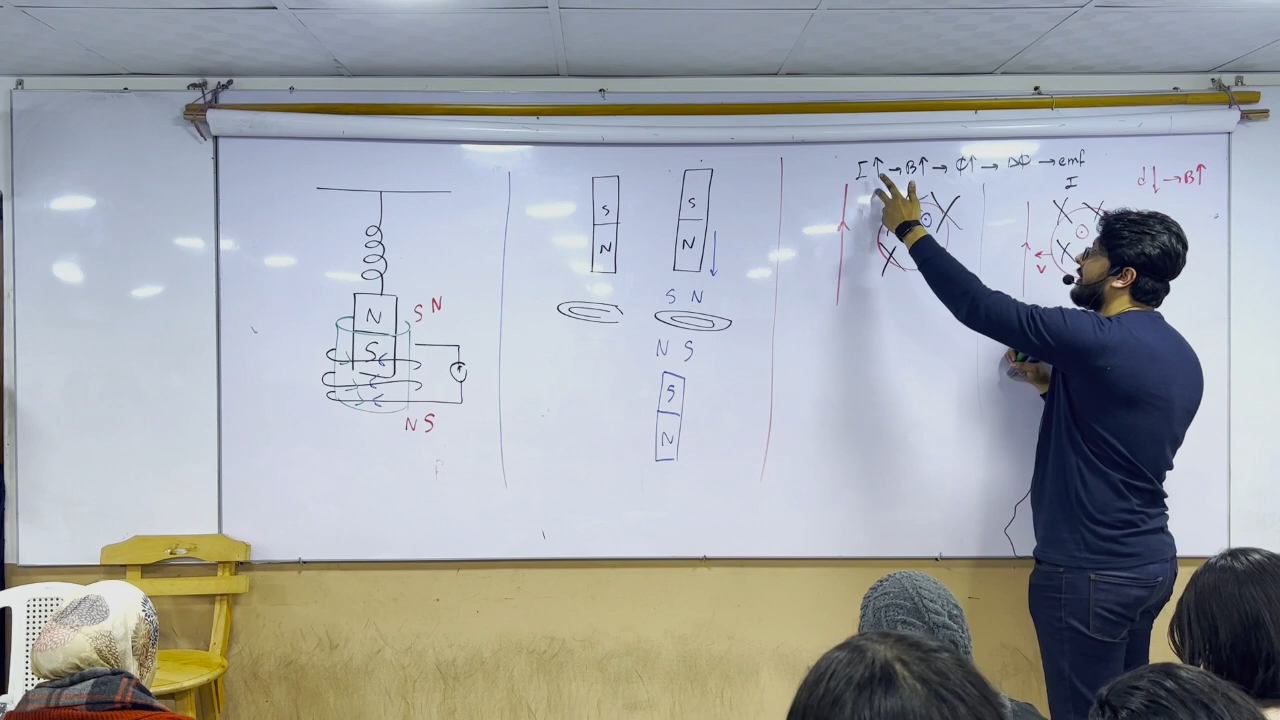 I ↑ → B↑ → Φ↑ → ΔΦ → emf
I
d↓ → B↑
S
N
S
N
S N
N S
S
N
N
S
S N
N S
X
X
X X
X
v